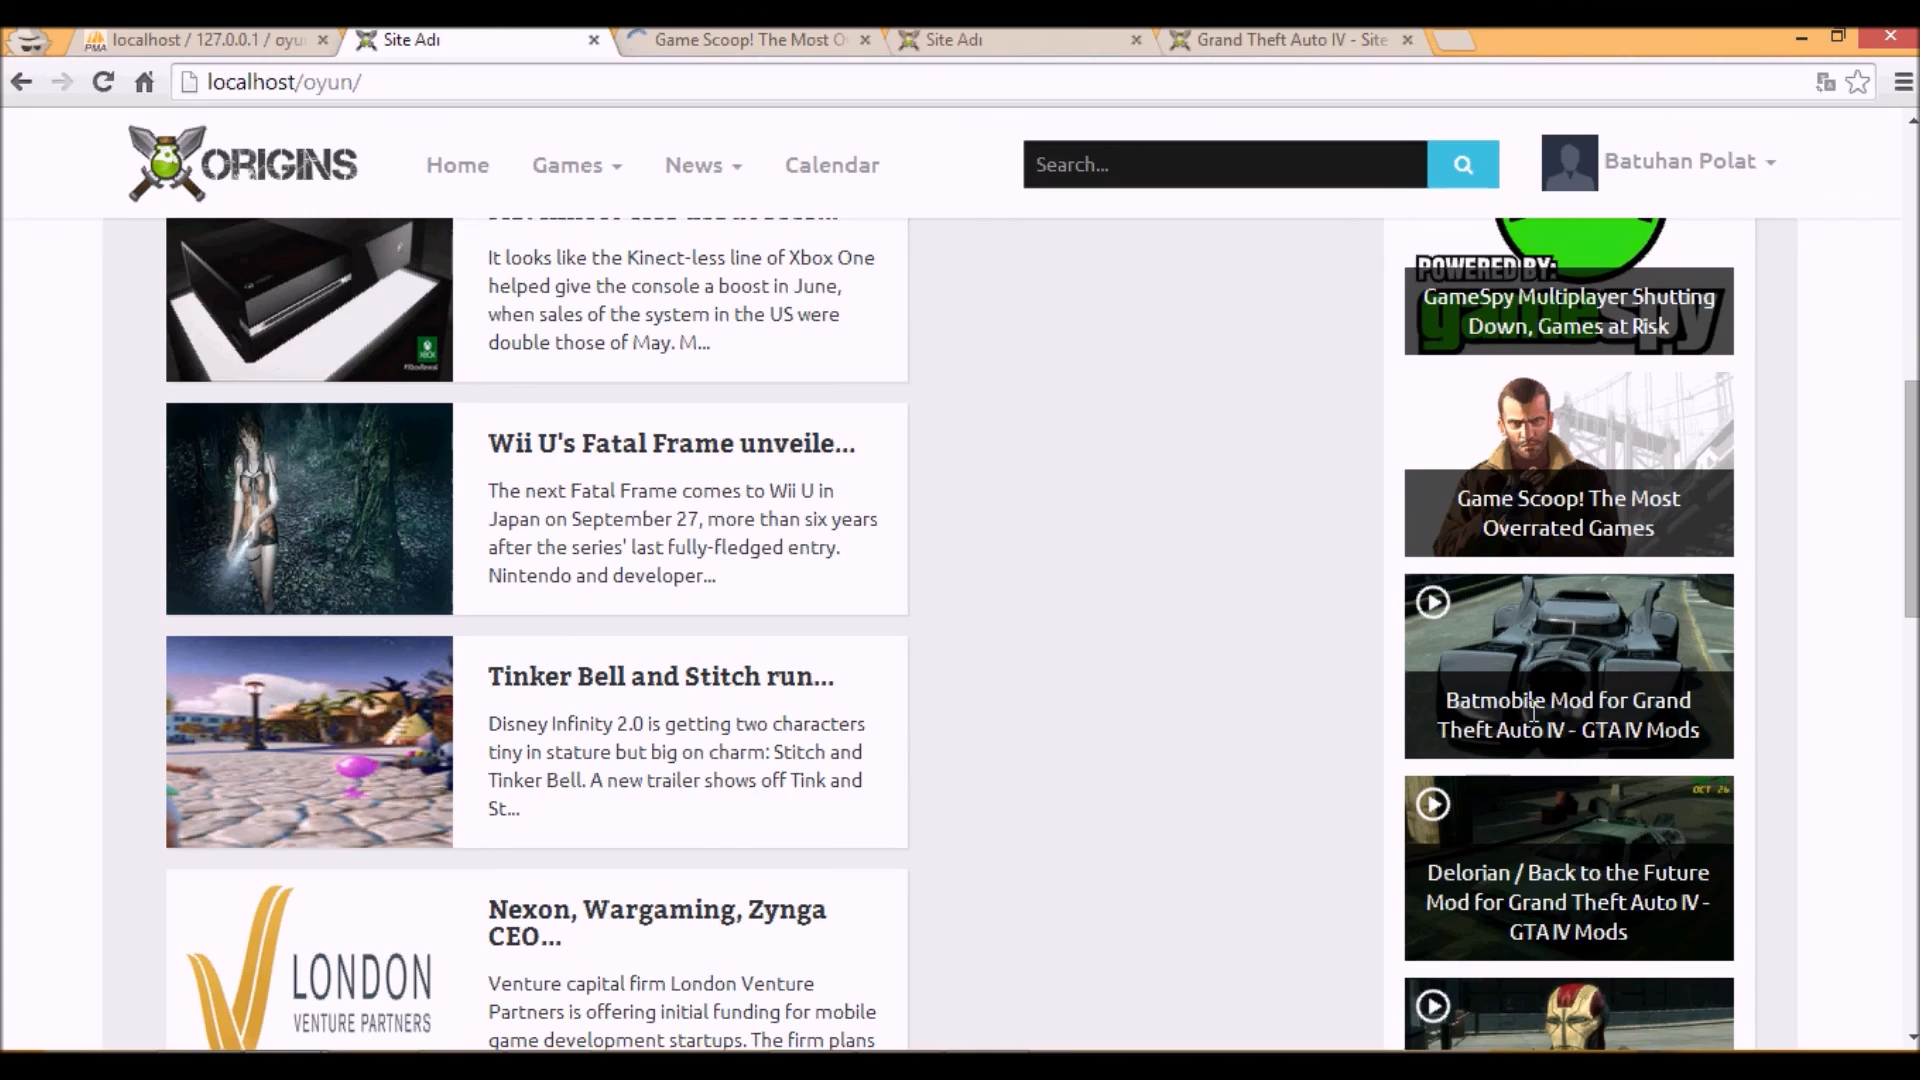 localhost / 127.0.0.1 / oyu
Site Adı
Game Scoop! The Most O
Site Adı
Grand Theft Auto IV - Site
localhost/oyun/
ORIGINS
Home
Games
News
Calendar
Search...
Batuhan Polat
It looks like the Kinect-less line of Xbox One
helped give the console a boost in June,
when sales of the system in the US were
double those of May. M...
Wii U's Fatal Frame unveile...
The next Fatal Frame comes to Wii U in
Japan on September 27, more than six years
after the series' last fully-fledged entry.
Nintendo and developer...
Tinker Bell and Stitch run...
Disney Infinity 2.0 is getting two characters
tiny in stature but big on charm: Stitch and
Tinker Bell. A new trailer shows off Tink and
St...
LONDON
VENTURE PARTNERS
Nexon, Wargaming, Zynga
CEO...
Venture capital firm London Venture
Partners is offering initial funding for mobile
game development startups. The firm plans
POWERED BY:
gamespy
GameSpy Multiplayer Shutting
Down, Games at Risk
Game Scoop! The Most
Overrated Games
Batmobile Mod for Grand
Theft Auto IV - GTA IV Mods
OCT 26
Delorian / Back to the Future
Mod for Grand Theft Auto IV -
GTA IV Mods